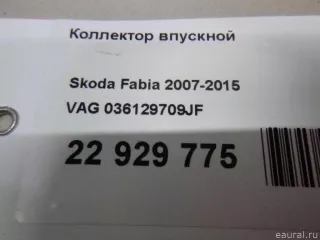 Коллектор впускной
Skoda Fabia 2007-2015
VAG 036129709JF
22 929 775
eaural.ru